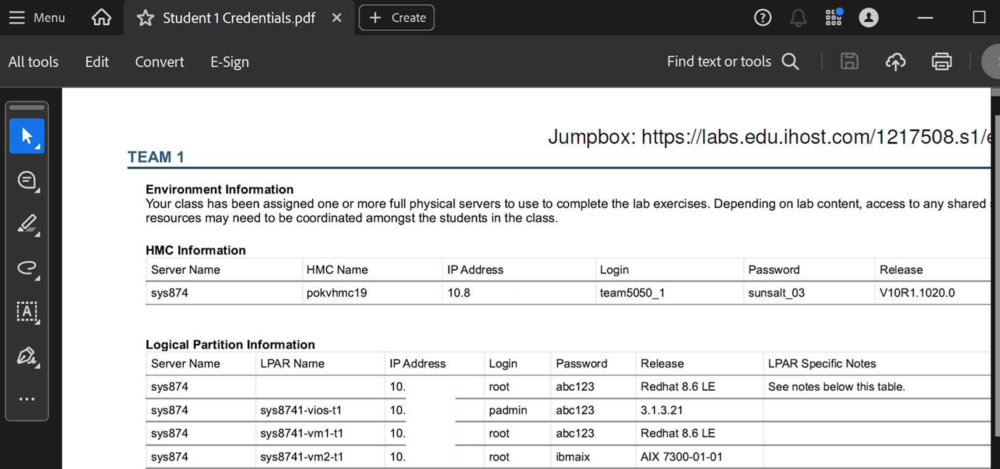 Menu
Student 1 Credentials.pdf
Create
All tools Edit Convert E-Sign
Find text or tools
Jumpbox: https://labs.edu.ihost.com/1217508.s1/
TEAM 1
Environment Information
Your class has been assigned one or more full physical servers to use to complete the lab exercises. Depending on lab content, access to any shared
resources may need to be coordinated amongst the students in the class.
HMC Information
Server Name HMC Name IP Address Login Password Release
sys874 pokvhmc19 10.8 team5050_1 sunsalt_03 V10R1.1020.0
Logical Partition Information
Server Name LPAR Name IP Address Login Password Release LPAR Specific Notes
sys874 10. root abc123 Redhat 8.6 LE See notes below this table.
sys874 sys8741-vios-t1 10. padmin abc123 3.1.3.21
sys874 sys8741-vm1-t1 10. root abc123 Redhat 8.6 LE
sys874 sys8741-vm2-t1 10. root ibmaix AIX 7300-01-01